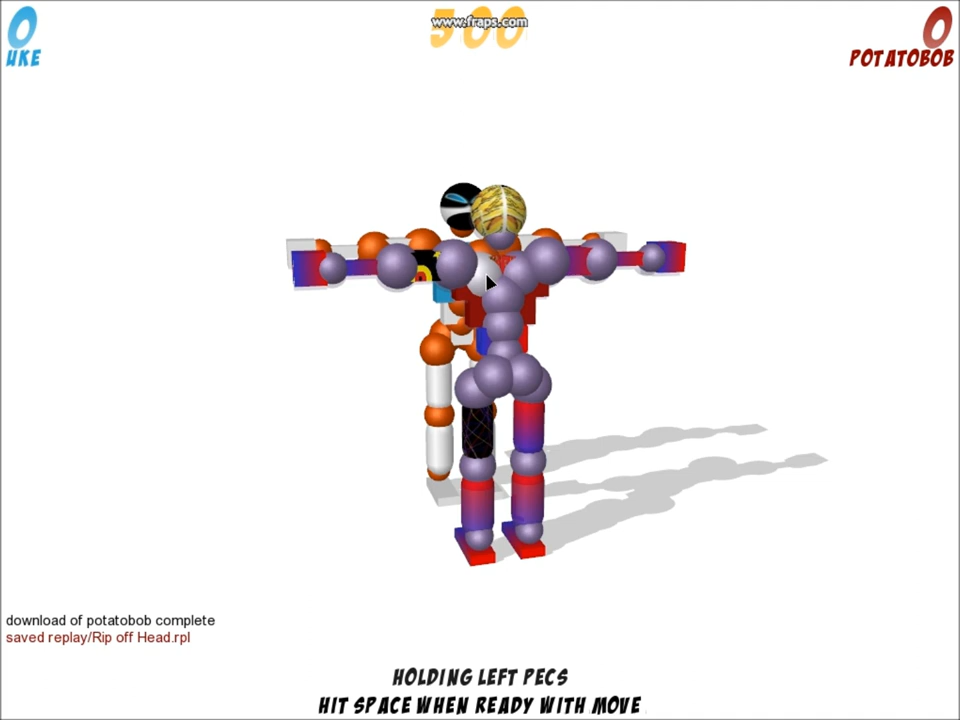 0
UKE
www.fraps.com
500
0
POTATOBOB
download of potatobob complete
saved replay/Rip off Head.rpl
HOLDING LEFT PECS
HIT SPACE WHEN READY WITH MOVE